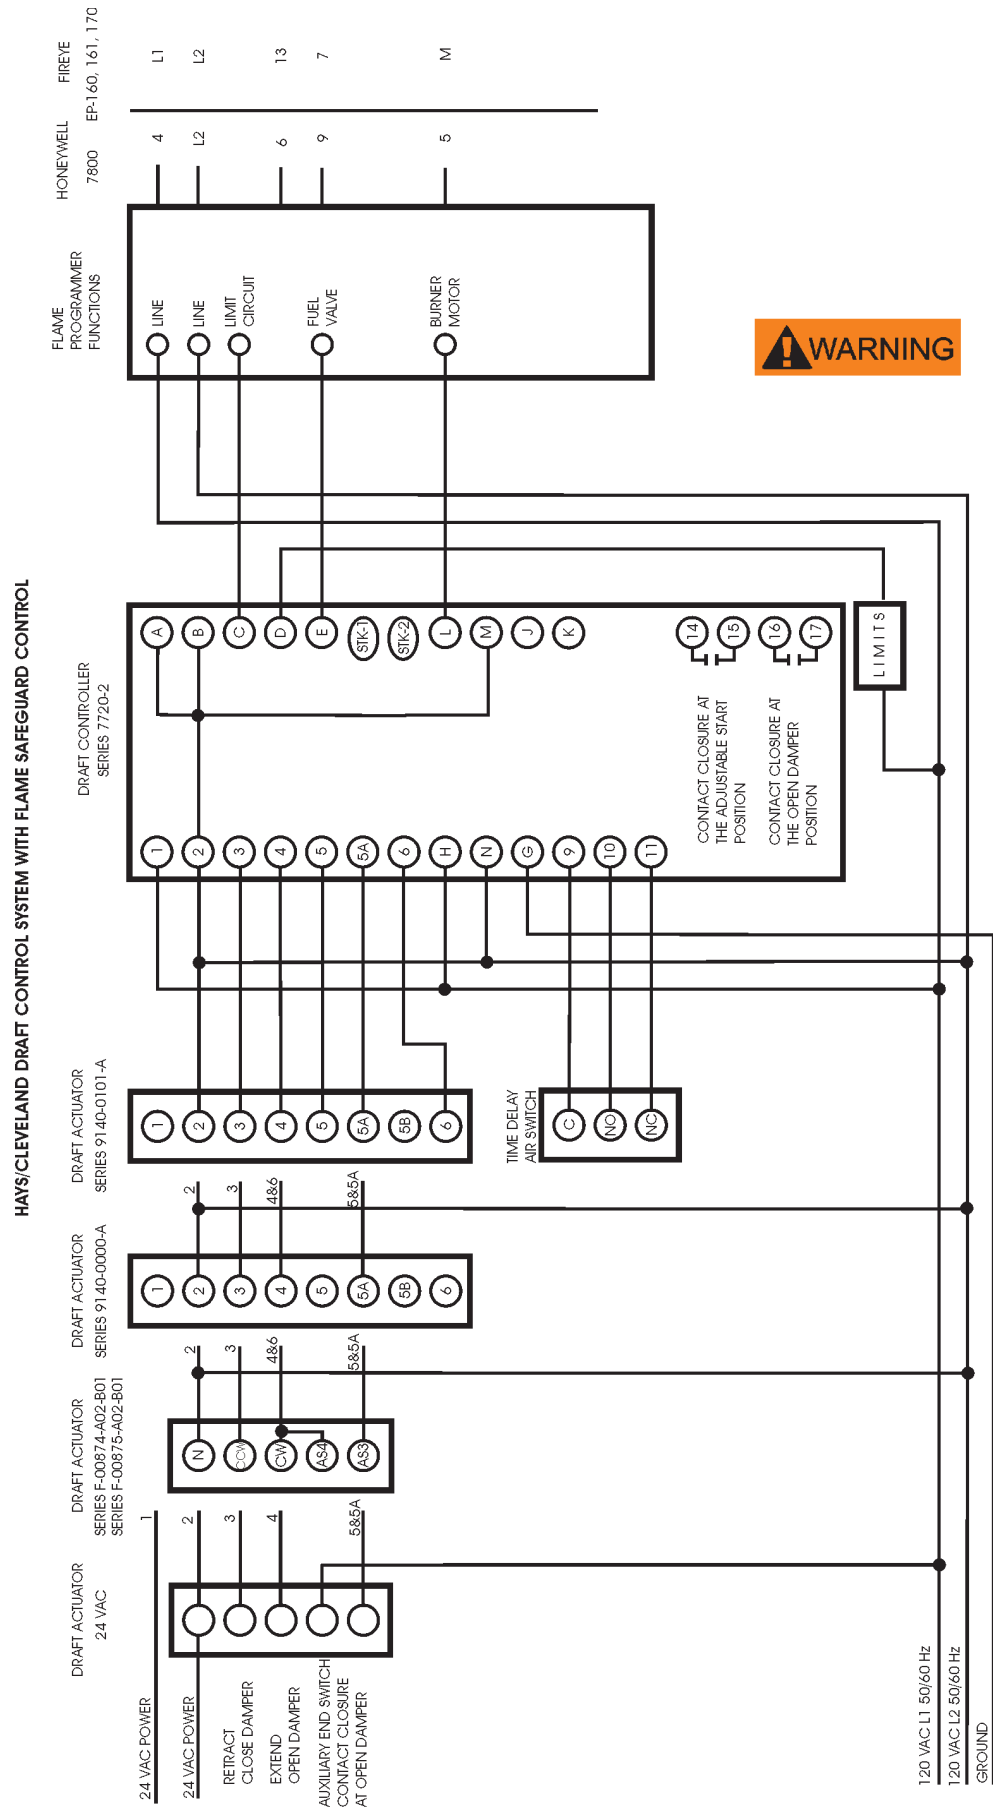 HAYS/CLEVELAND DRAFT CONTROL SYSTEM WITH FLAME SAFEGUARD CONTROL
DRAFT ACTUATOR
24 VAC
DRAFT ACTUATOR
SERIES F-00874-A02-B01
SERIES F-00875-A02-B01
DRAFT ACTUATOR
SERIES 9140-0000-A
DRAFT ACTUATOR
SERIES 9140-0101-A
DRAFT CONTROLLER
SERIES 7720-2
FLAME
PROGRAMMER
FUNCTIONS
HONEYWELL
7800
FIREYE
EP-160, 161, 170
24 VAC POWER
24 VAC POWER
RETRACT
CLOSE DAMPER
EXTEND
OPEN DAMPER
AUXILIARY END SWITCH
CONTACT CLOSURE
AT OPEN DAMPER
1
2
3
4
5&5A
N
CCW
CW
AS4
AS3
2
3
4&6
5&5A
1
2
3
4
5
5A
5B
6
2
3
4&6
5&5A
1
2
3
4
5
5A
5B
6
TIME DELAY
AIR SWITCH
C
NO
NC
1
2
3
4
5
5A
6
H
N
G
9
10
11
A
B
C
D
E
STK-1
STK-2
L
M
J
K
14
15
16
17
CONTACT CLOSURE AT
THE ADJUSTABLE START
POSITION
CONTACT CLOSURE AT
THE OPEN DAMPER
POSITION
LIMITS
LINE
LINE
LIMIT
CIRCUIT
FUEL
VALVE
BURNER
MOTOR
4
L2
6
9
5
L1
L2
13
7
M
WARNING
120 VAC L1 50/60 Hz
120 VAC L2 50/60 Hz
GROUND